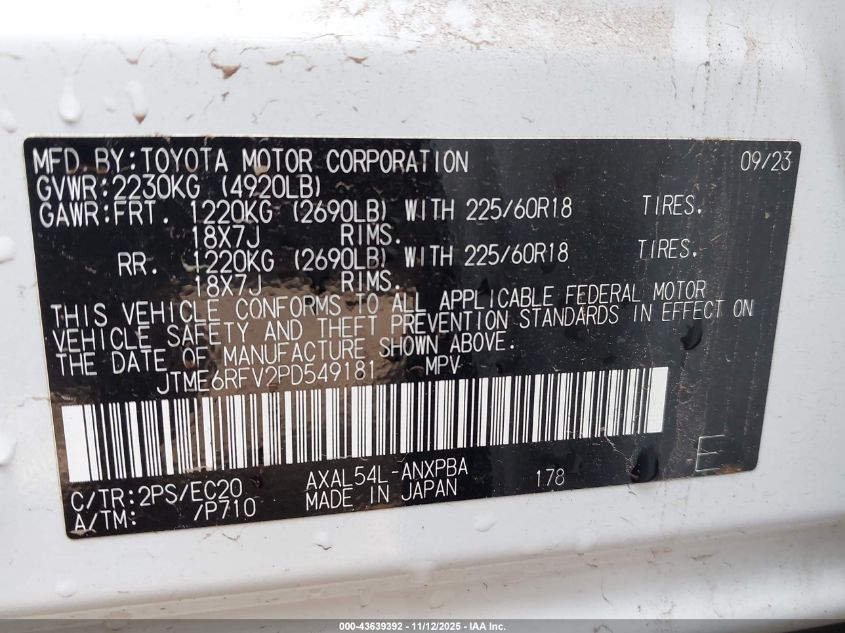 MFD. BY: TOYOTA MOTOR CORPORATION 09/23
GVWR: 2230KG (4920LB)
GAWR: FRT. 1220KG (2690LB) WITH 225/60R18 TIRES.
18X7J RIMS.
RR. 1220KG (2690LB) WITH 225/60R18 TIRES.
18X7J RIMS.
THIS VEHICLE CONFORMS TO ALL APPLICABLE FEDERAL MOTOR
VEHICLE SAFETY AND THEFT PREVENTION STANDARDS IN EFFECT ON
THE DATE OF MANUFACTURE SHOWN ABOVE.
JTME6RFV2PD549181 MPV
C/TR: 2PS/EC20 AXAL54L-ANXPBA 178 E
A/TM: /P710 MADE IN JAPAN
000-43639392 - 11/12/2025 - IAA Inc.